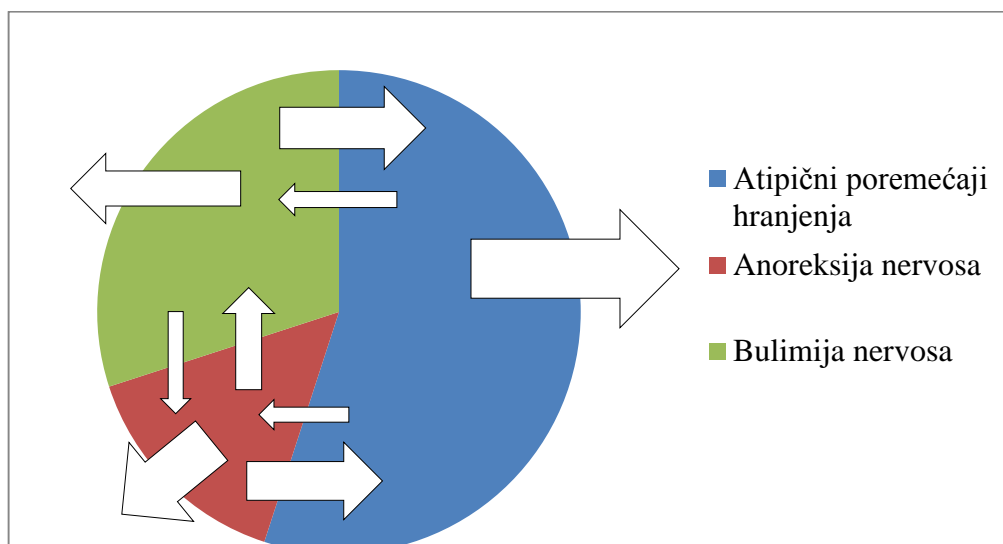 Atipični poremećaji
hranjenja
Anoreksija nervosa
Bulimija nervosa